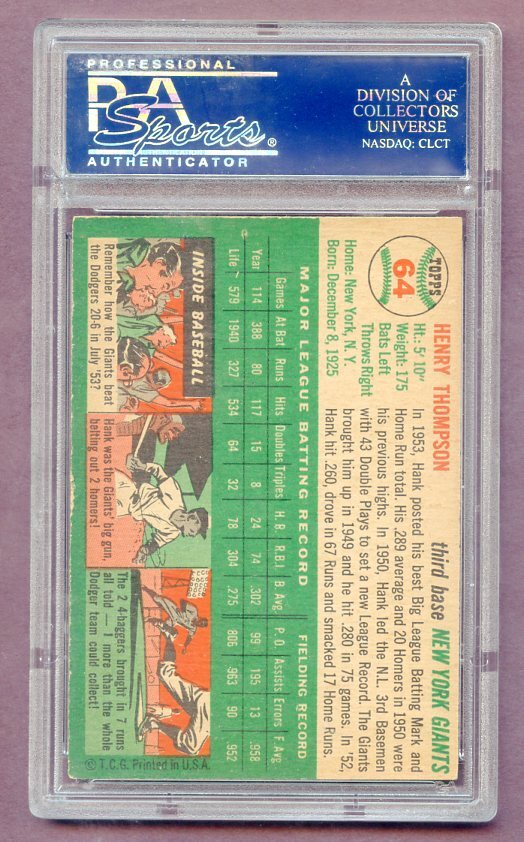 PROFESSIONAL
PSA
Sports®
AUTHENTICATOR
A
DIVISION OF
COLLECTORS
UNIVERSE
NASDAQ: CLCT
TOPPS
64
HENRY THOMPSON third base NEW YORK GIANTS
Ht.: 5' 10"
Weight: 175
Bats Left
Throws Right
Home: New York, N. Y.
Born: December 8, 1925
In 1953, Hank posted his best Big League Batting Mark and
Home Run total. His .289 average and 20 Homers in 1950 were
his previous highs. In 1950 Hank led the N.L. 3rd Basemen
with 43 Double Plays to set a new League Record. The Giants
brought him up in 1949 and he hit .280 in 75 games. In '52,
Hank hit .260, drove in 67 Runs and smacked 17 Home Runs.
MAJOR LEAGUE BATTING RECORD FIELDING RECORD
Games At Bat Runs Hits Doubles Triples H.R. R.B.I. B Avg. P.O. Assists Errors F Avg.
Year 114 388 80 117 15 8 24 74 .302 99 195 13 .958
Life 579 1940 327 534 64 32 78 304 .275 806 .963 90 .952
INSIDE BASEBALL
Remember how the Giants beat
the Dodgers 20-6 in July '53?
Hank was the Giants' big gun,
belting out 2 homers!
The 2 4-baggers brought in 7 runs
all told — 1 more than the whole
Dodger team could collect!
© T.C.G. Printed in U.S.A.